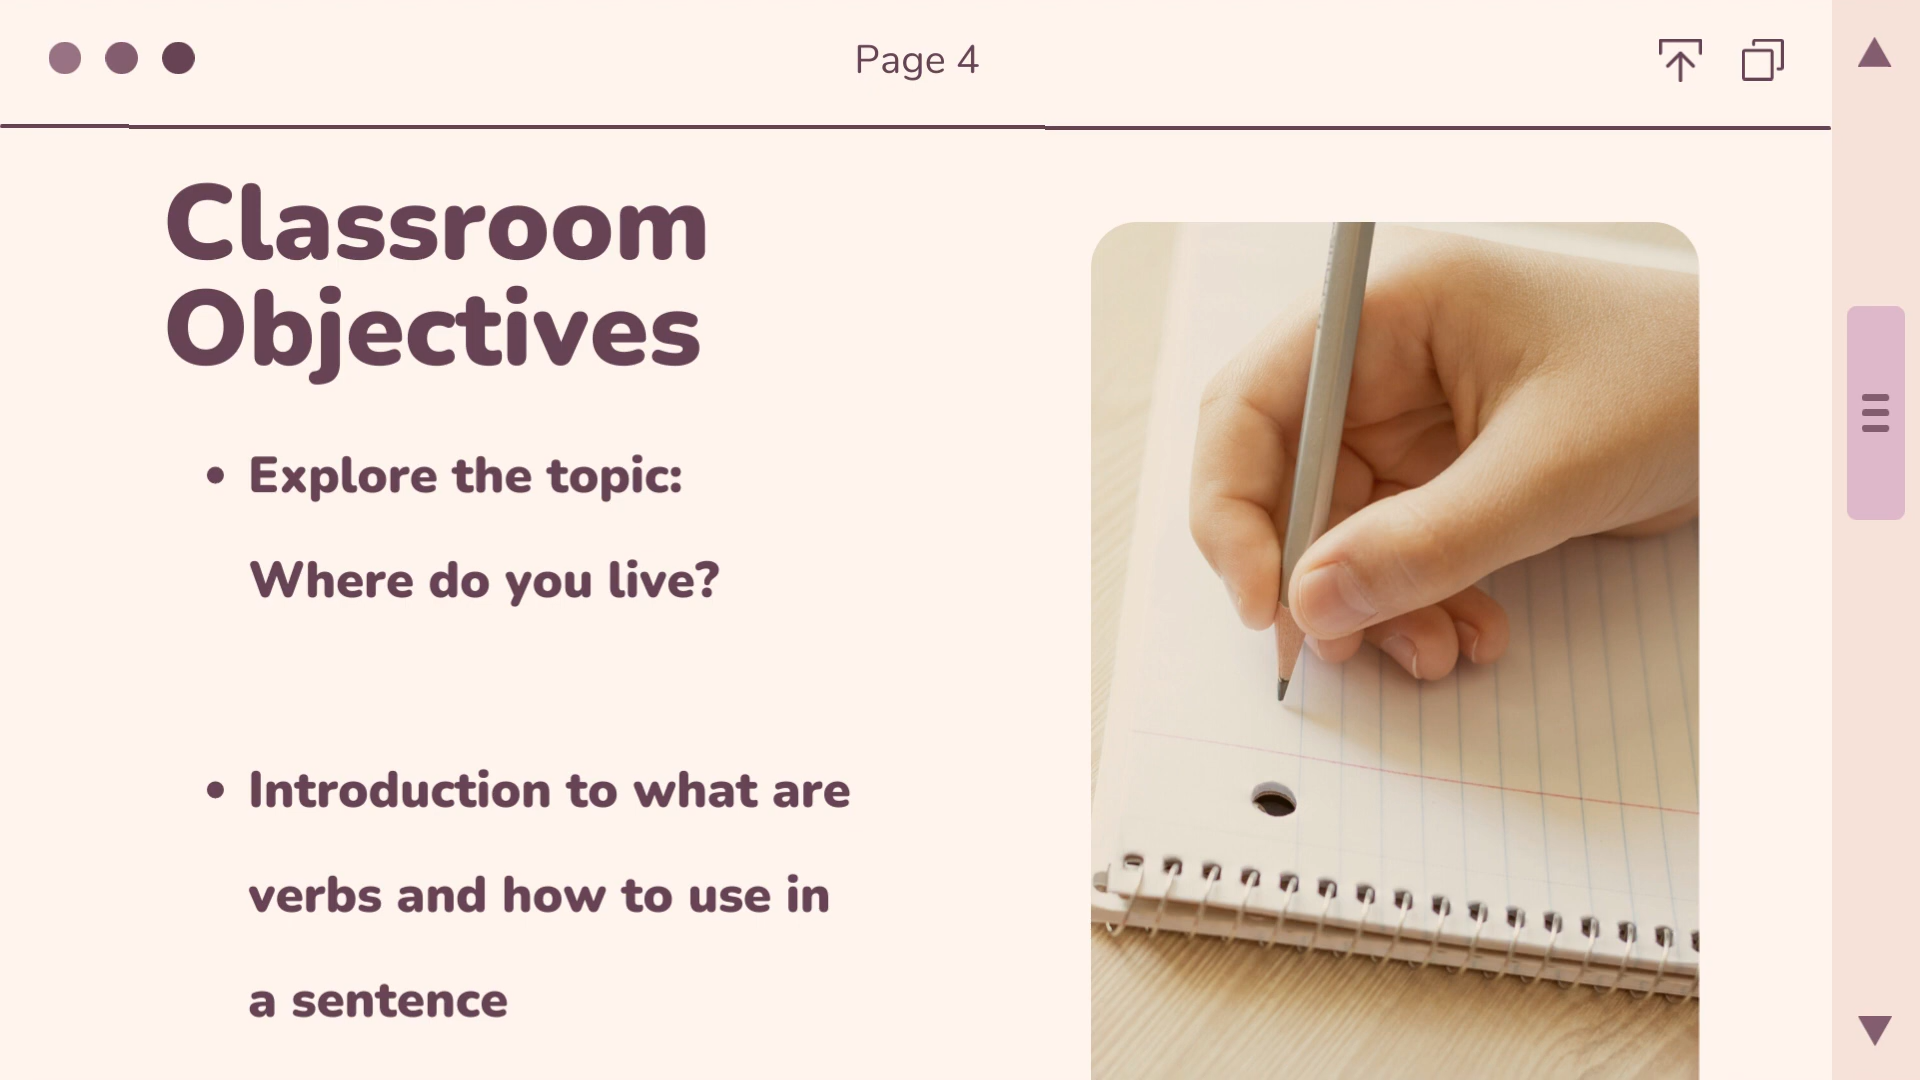 Page 4
Classroom
Objectives
• Explore the topic:
Where do you live?
• Introduction to what are
verbs and how to use in
a sentence